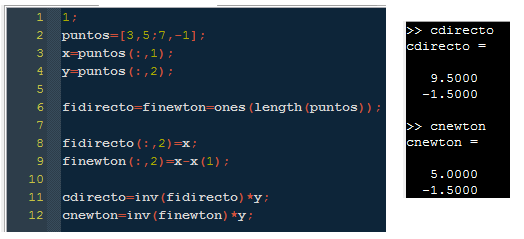 1 1;
2 puntos=[3,5;7,-1];
3 x=puntos(:,1);
4 y=puntos(:,2);
5
6 fidirecto=finewton=ones(length(puntos));
7
8 fidirecto(:,2)=x;
9 finewton(:,2)=x-x(1);
10
11 cdirecto=inv(fidirecto)*y;
12 cnewton=inv(finewton)*y;
>> cdirecto
cdirecto =
9.5000
-1.5000
>> cnewton
cnewton =
5.0000
-1.5000